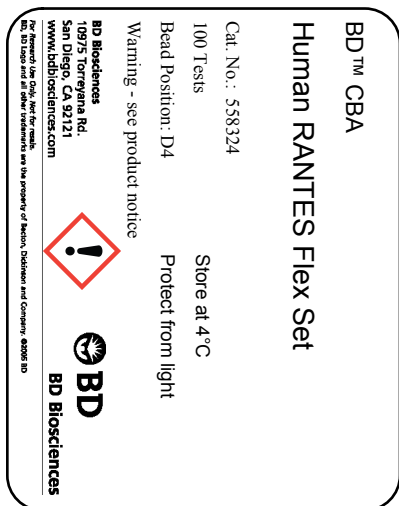 BD™ CBA
Human RANTES Flex Set
Cat. No.: 558324
100 Tests
Store at 4°C
Bead Position: D4
Protect from light
Warning - see product notice
BD Biosciences
10975 Torreyana Rd.
San Diego, CA 92121
www.bdbiosciences.com
BD
BD Biosciences
For Research Use Only. Not for resale.
BD, BD Logo and all other trademarks are the property of Becton, Dickinson and Company. ©2005 BD